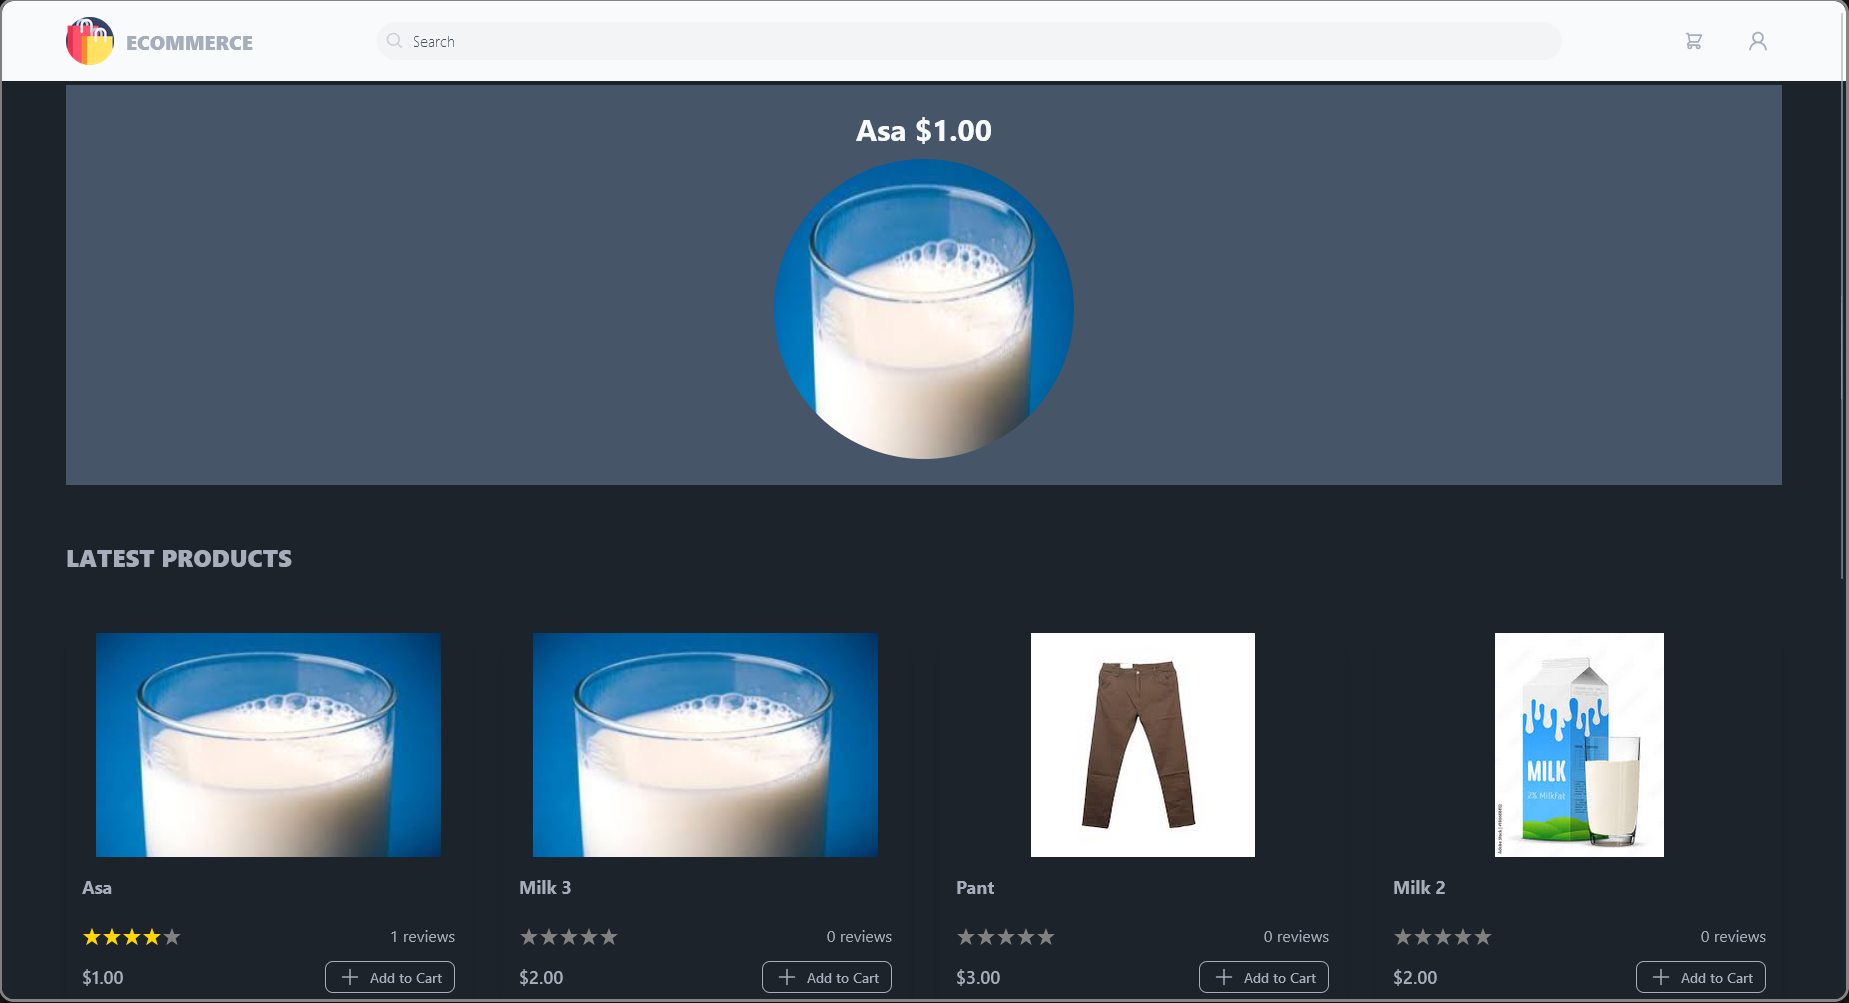 ECOMMERCE
Search
Asa $1.00
LATEST PRODUCTS
MILK
2% Milkfat
Asa
Milk 3
Pant
Milk 2
1 reviews
0 reviews
0 reviews
0 reviews
$1.00
Add to Cart
$2.00
Add to Cart
$3.00
Add to Cart
$2.00
Add to Cart